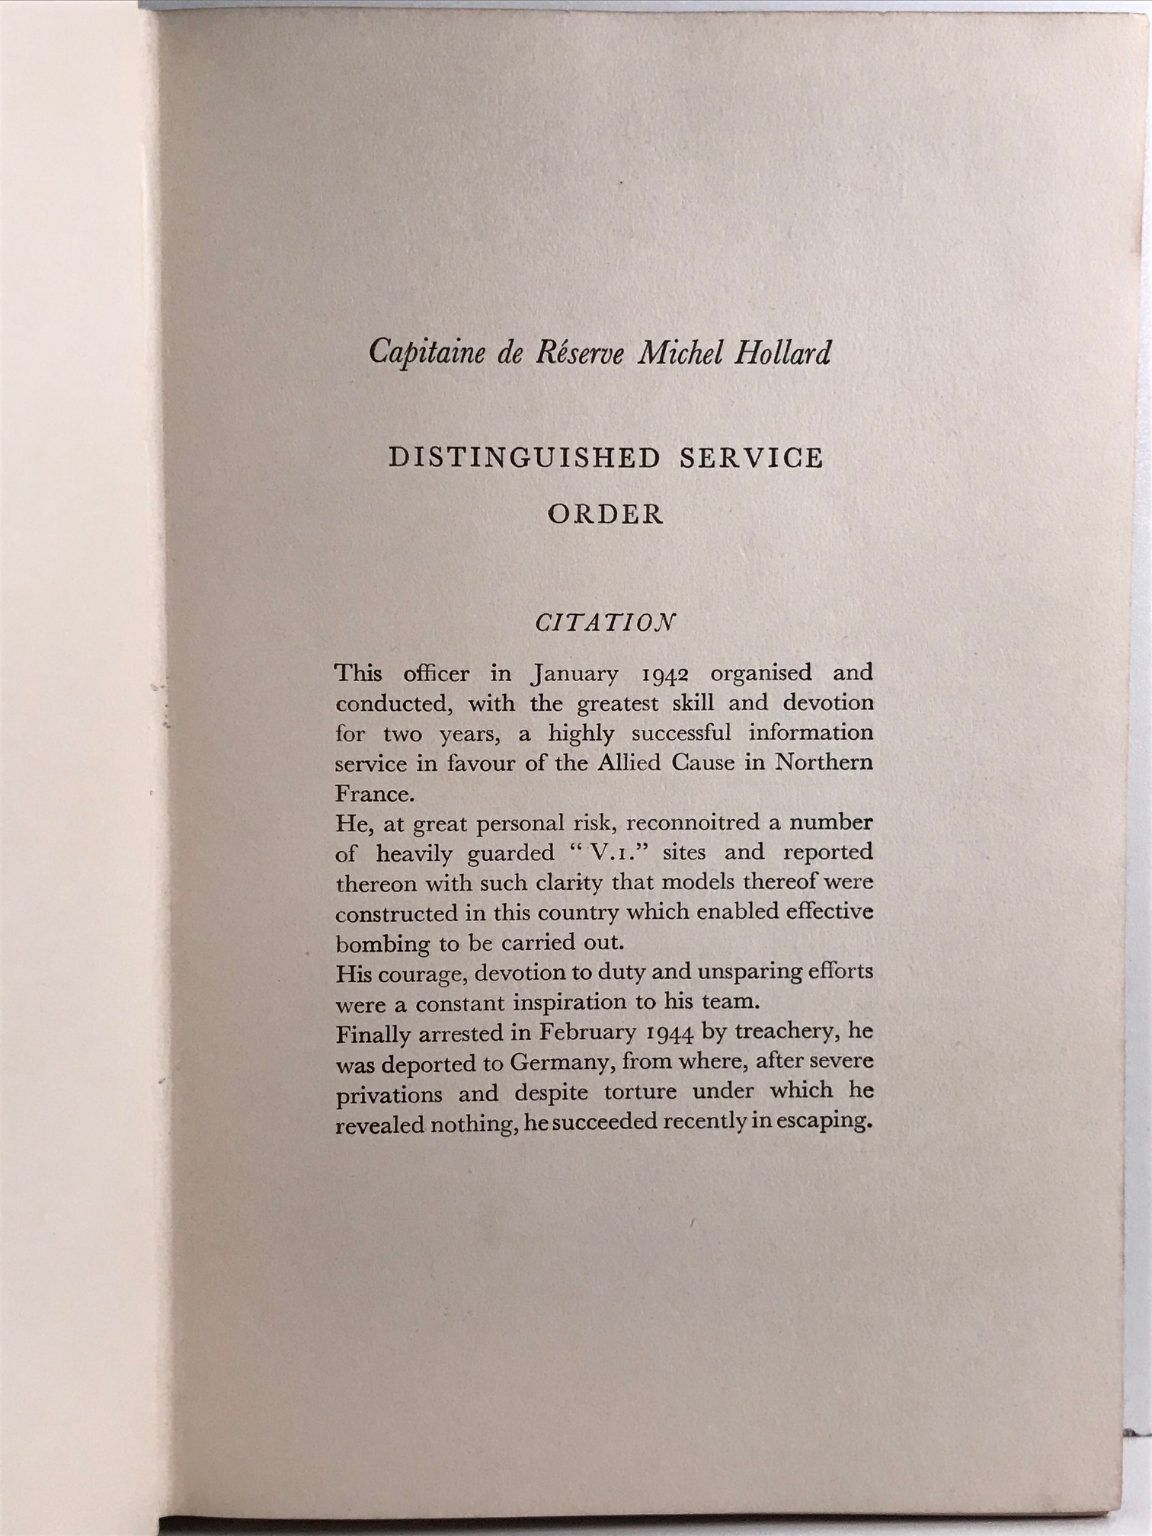 Capitaine de Réserve Michel Hollard
DISTINGUISHED SERVICE
ORDER
CITATION
This officer in January 1942 organised and
conducted, with the greatest skill and devotion
for two years, a highly successful information
service in favour of the Allied Cause in Northern
France.
He, at great personal risk, reconnoitred a number
of heavily guarded “V.1.” sites and reported
thereon with such clarity that models thereof were
constructed in this country which enabled effective
bombing to be carried out.
His courage, devotion to duty and unsparing efforts
were a constant inspiration to his team.
Finally arrested in February 1944 by treachery, he
was deported to Germany, from where, after severe
privations and despite torture under which he
revealed nothing, he succeeded recently in escaping.